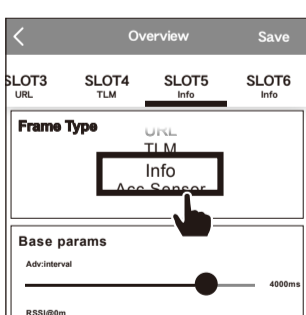 Overview Save
SLOT3 SLOT4 SLOT5 SLOT6
URL TLM Info Info
Frame Type
URL
TLM
Info
Acc Sensor
Base params
Adv:interval
4000ms
RSSI@0m